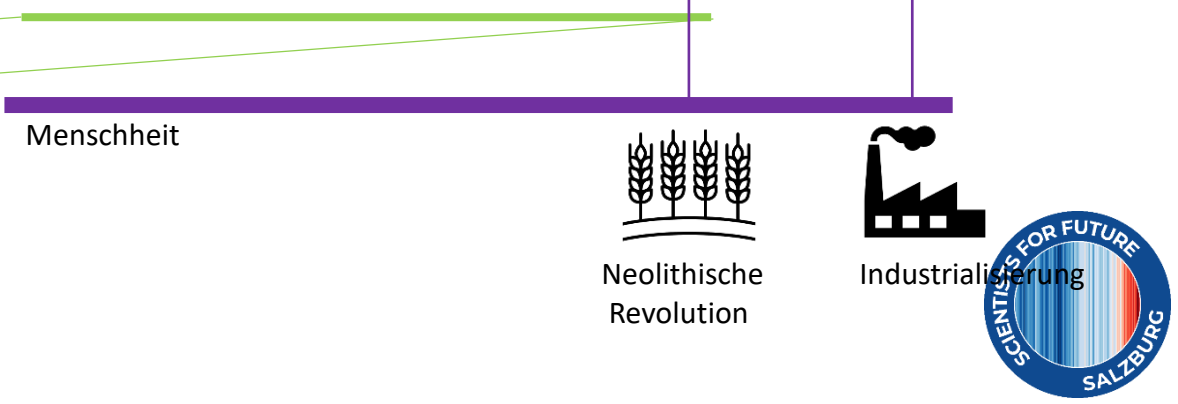 Menschheit
Neolithische
Revolution
Industrialisierung
SCIENTISTS FOR FUTURE
SALZBURG